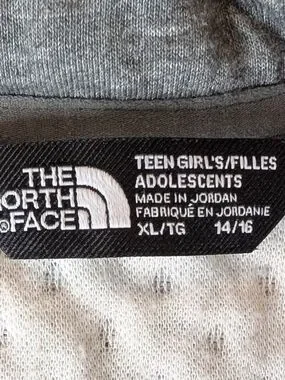 THE
NORTH
FACE
®
TEEN GIRL'S/FILLES
ADOLESCENTS
MADE IN JORDAN
FABRIQUÉ EN JORDANIE
XL/TG 14/16